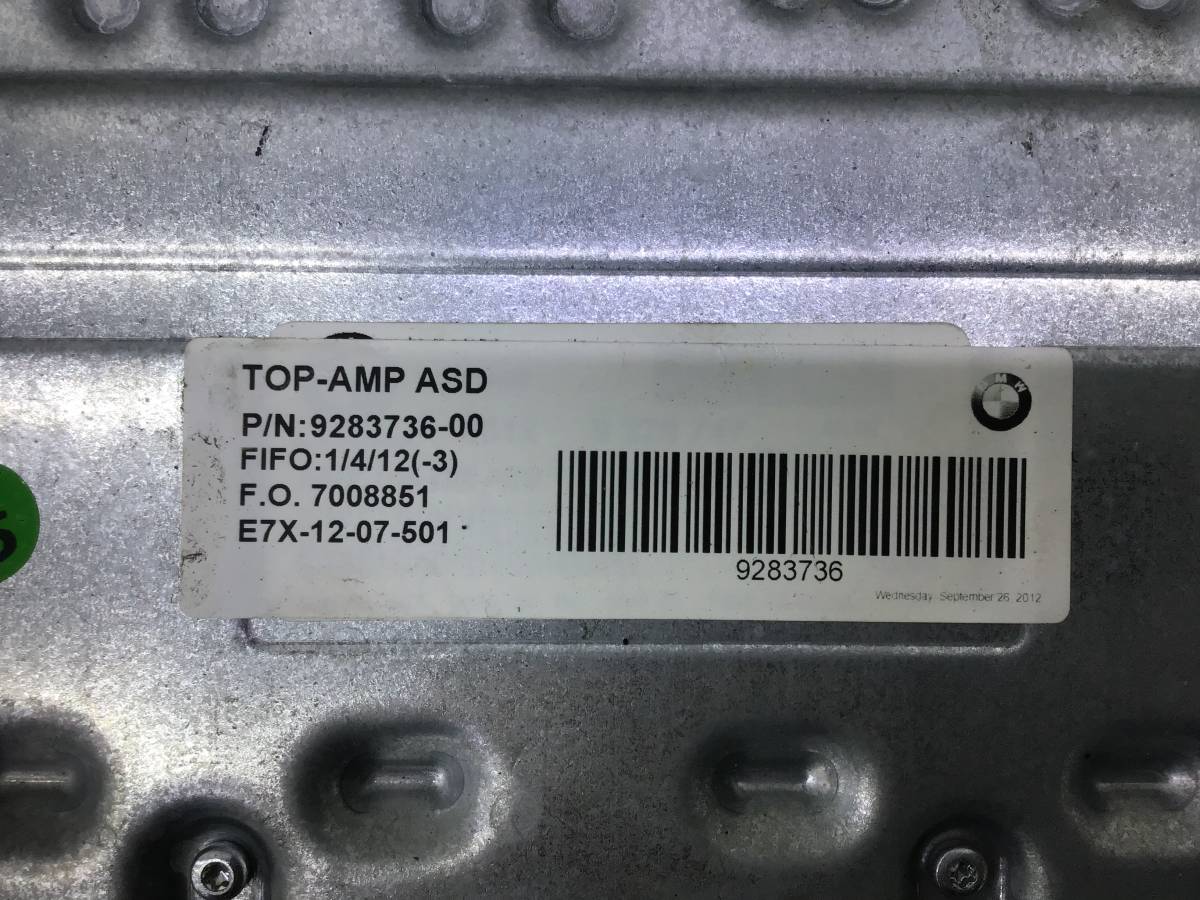 TOP-AMP ASD
P/N:9283736-00
FIFO:1/4/12(-3)
F.O. 7008851
E7X-12-07-501
BMW
9283736
Wednesday, September 26, 2012